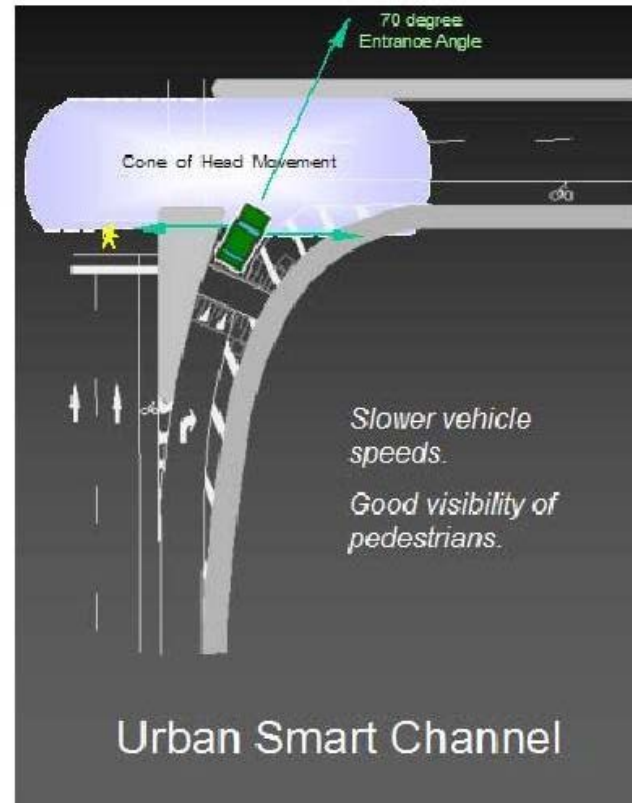 70 degree
Entrance Angle
Cone of Head Movement
Slower vehicle
speeds.
Good visibility of
pedestrians.
Urban Smart Channel